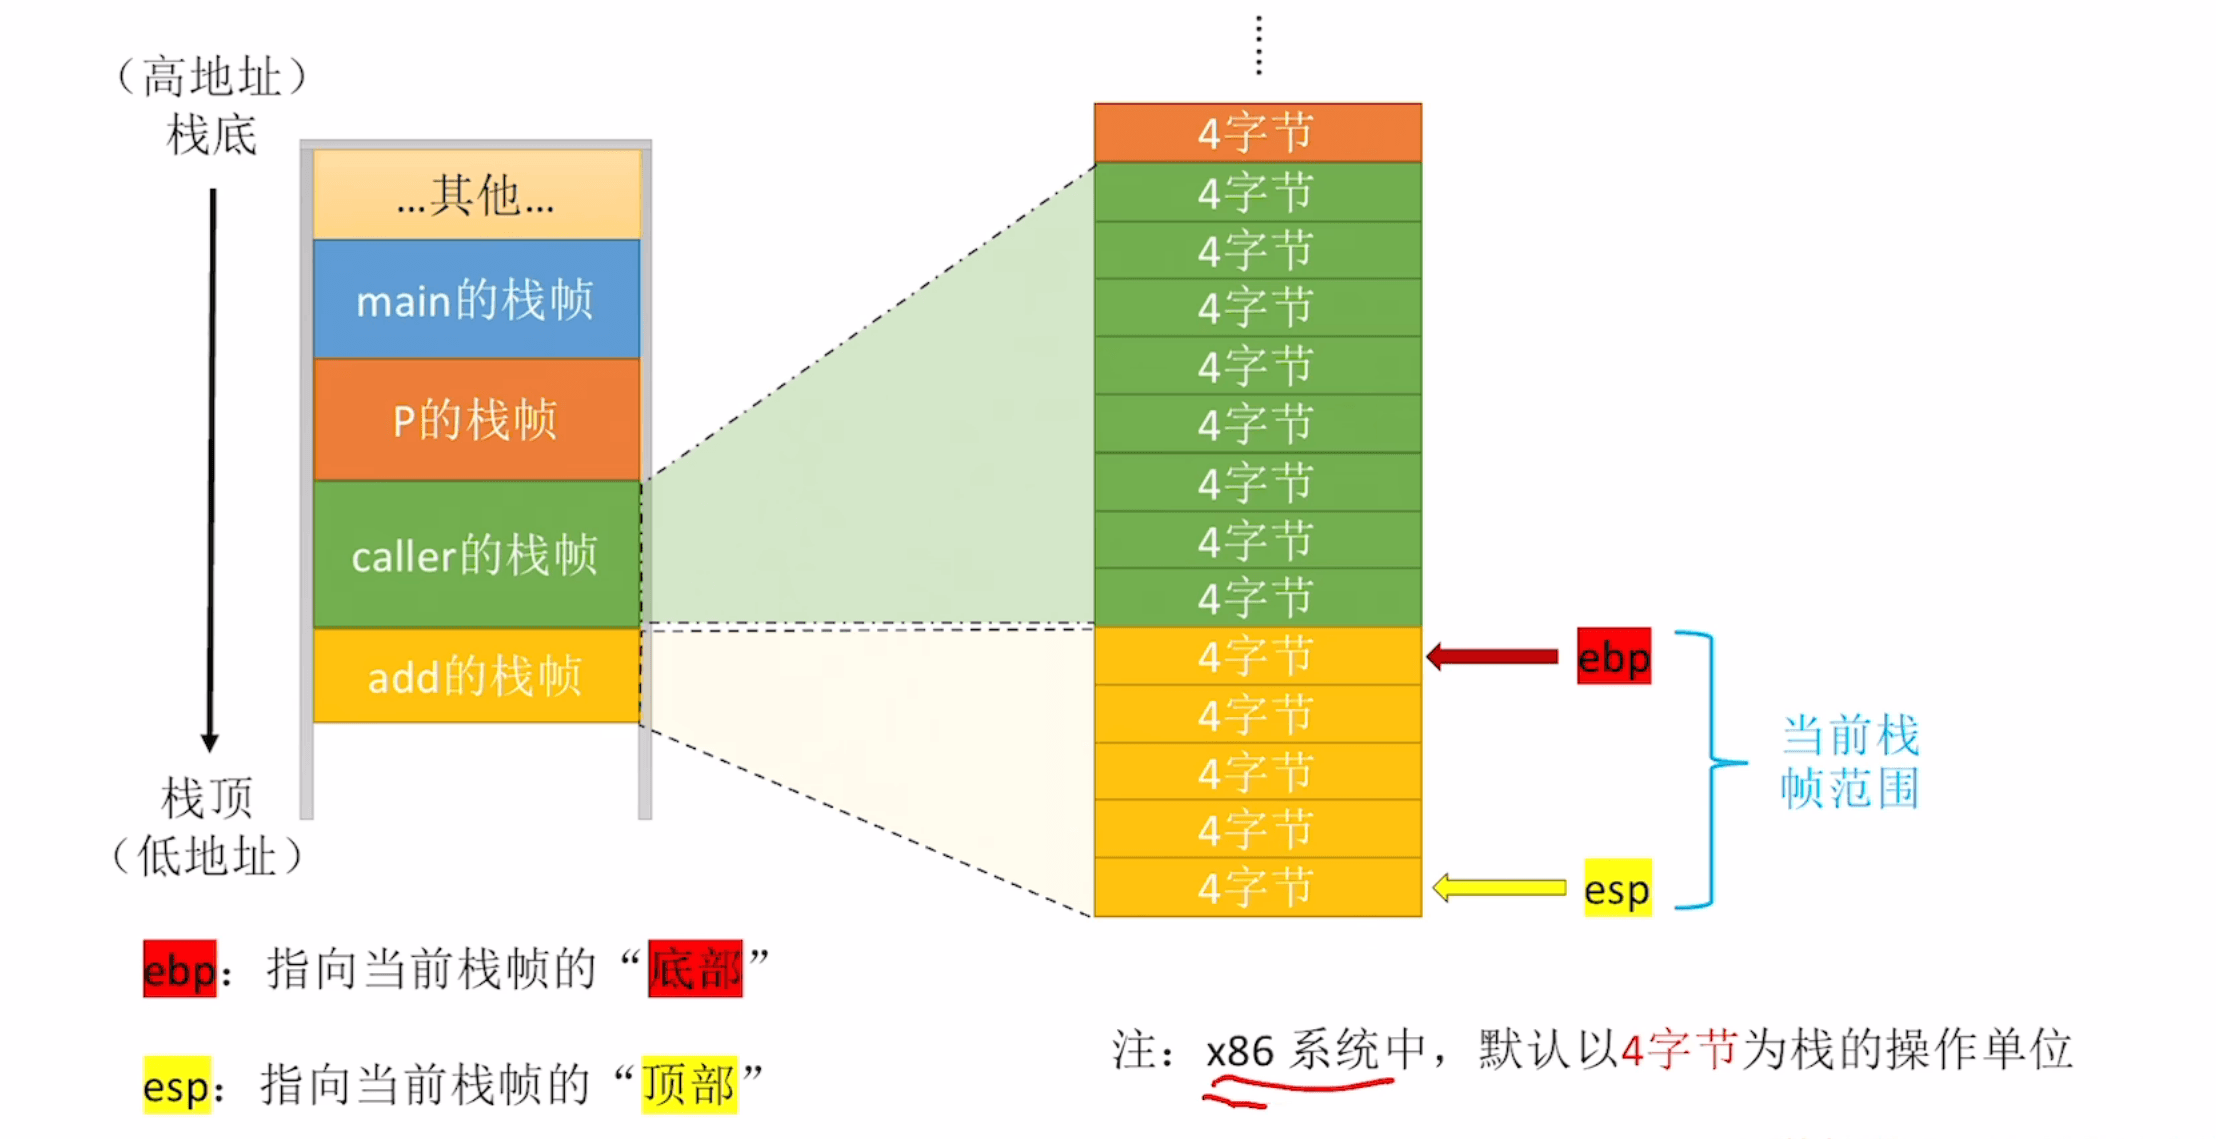 （高地址）
栈底
...其他...
main的栈帧
P的栈帧
caller的栈帧
add的栈帧
栈顶
（低地址）
4字节
4字节
4字节
4字节
4字节
4字节
4字节
4字节
4字节
4字节
4字节
4字节
4字节
4字节
ebp
esp
当前栈
帧范围
ebp：指向当前栈帧的“底部”
esp：指向当前栈帧的“顶部”
注：x86 系统中，默认以4字节为栈的操作单位